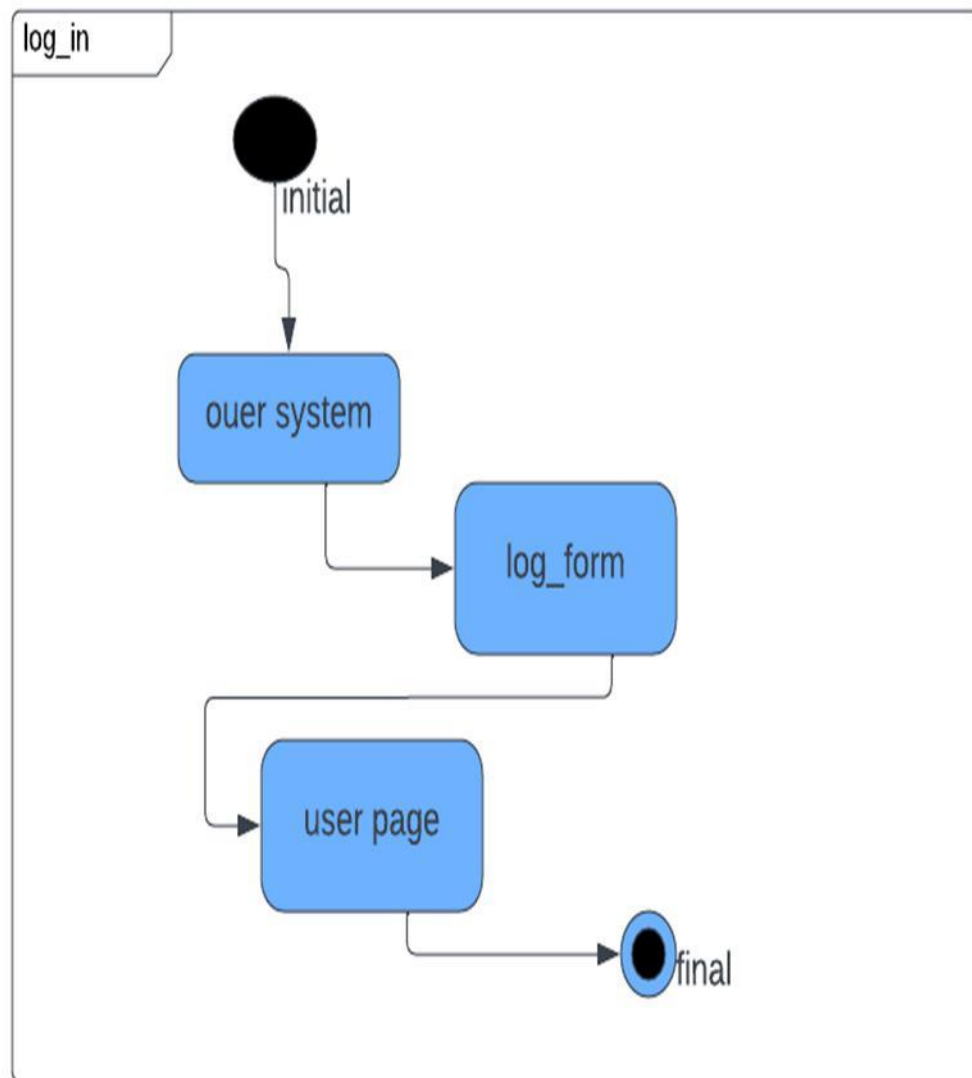 log_in
initial
ouer system
log_form
user page
final